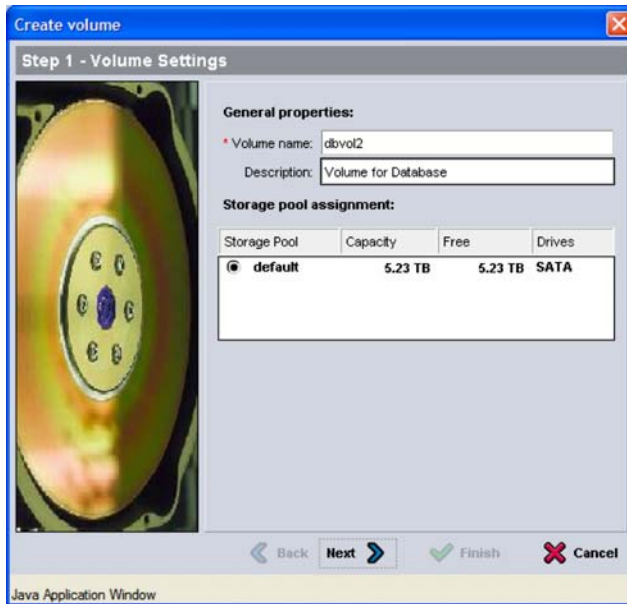 Create volume
Step 1 - Volume Settings
General properties:
* Volume name: dbvol2
Description: Volume for Database
Storage pool assignment:
Storage Pool Capacity Free Drives
default 5.23 TB 5.23 TB SATA
Back Next Finish Cancel
Java Application Window